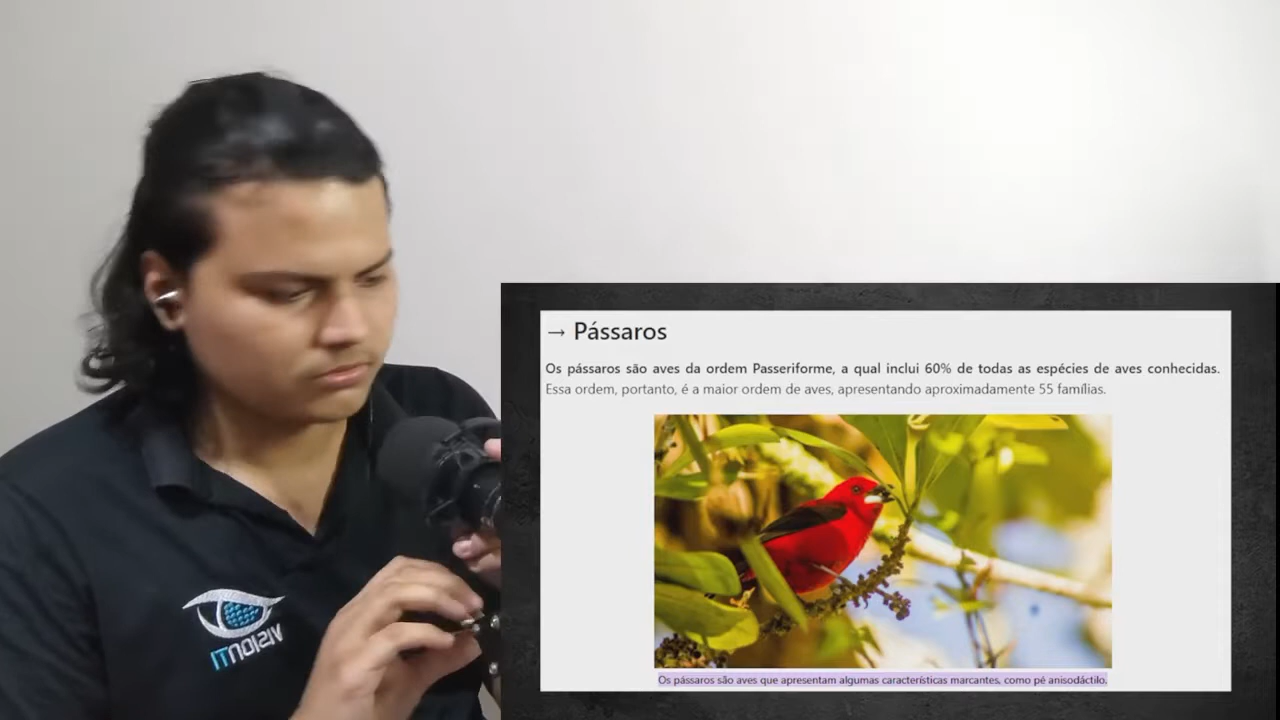 → Pássaros
Os pássaros são aves da ordem Passeriforme, a qual inclui 60% de todas as espécies de aves conhecidas.
Essa ordem, portanto, é a maior ordem de aves, apresentando aproximadamente 55 famílias.
Os pássaros são aves que apresentam algumas características marcantes, como pé anisodáctilo.
VISIONTI